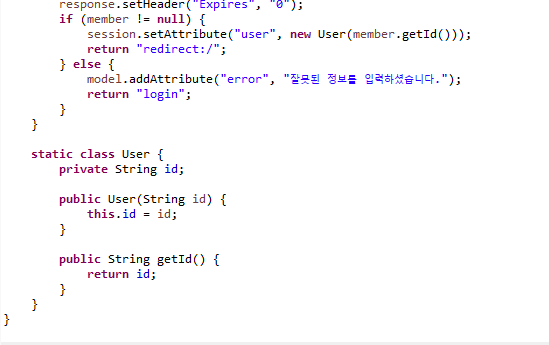 response.setHeader("Expires", "0");
if (member != null) {
session.setAttribute("user", new User(member.getId()));
return "redirect:/";
} else {
model.addAttribute("error", "잘못된 정보를 입력하셨습니다.");
return "login";
}
}
static class User {
private String id;
public User(String id) {
this.id = id;
}
public String getId() {
return id;
}
}
}